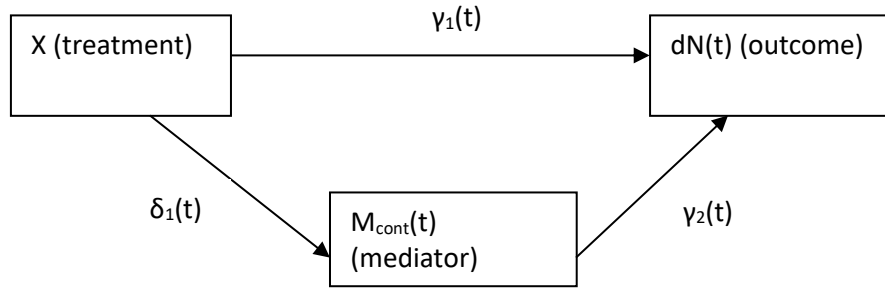 γ₁(t)
X (treatment)
dN(t) (outcome)
δ₁(t)
M_cont(t)
(mediator)
γ₂(t)